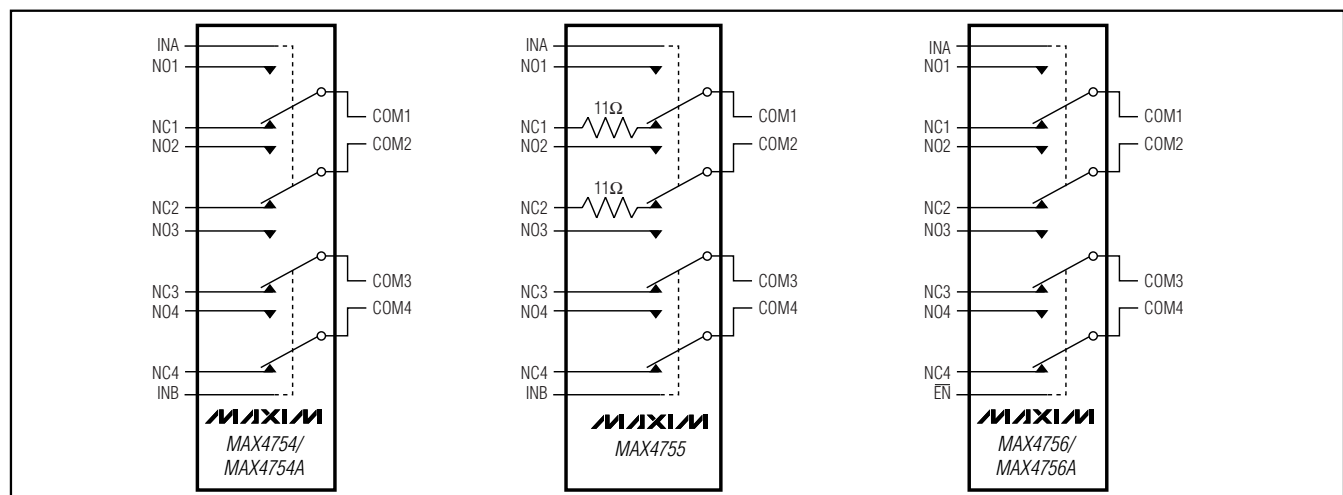 INA
NO1
NC1
NO2
NC2
NO3
NC3
NO4
NC4
INB
COM1
COM2
COM3
COM4
MAXIM
MAX4754/
MAX4754A
INA
NO1
11Ω
NC1
NO2
11Ω
NC2
NO3
NC3
NO4
NC4
INB
COM1
COM2
COM3
COM4
MAXIM
MAX4755
INA
NO1
NC1
NO2
NC2
NO3
NC3
NO4
NC4
E̅N̅
COM1
COM2
COM3
COM4
MAXIM
MAX4756/
MAX4756A